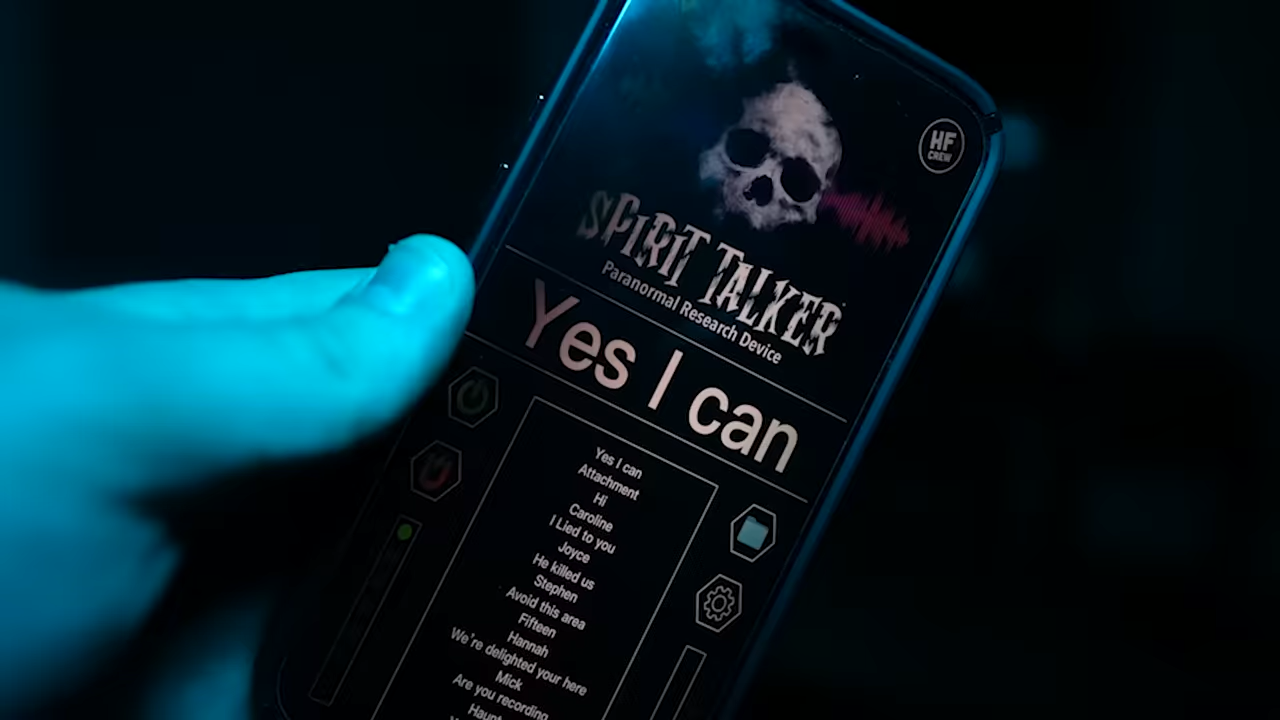 HF
CREW
SPIRIT TALKER
Paranormal Research Device
Yes I can
Yes I can
Attachment
Hi
Caroline
I Lied to you
Joyce
He killed us
Stephen
Avoid this area
Fifteen
Hannah
We're delighted your here
Mick
Are you recording